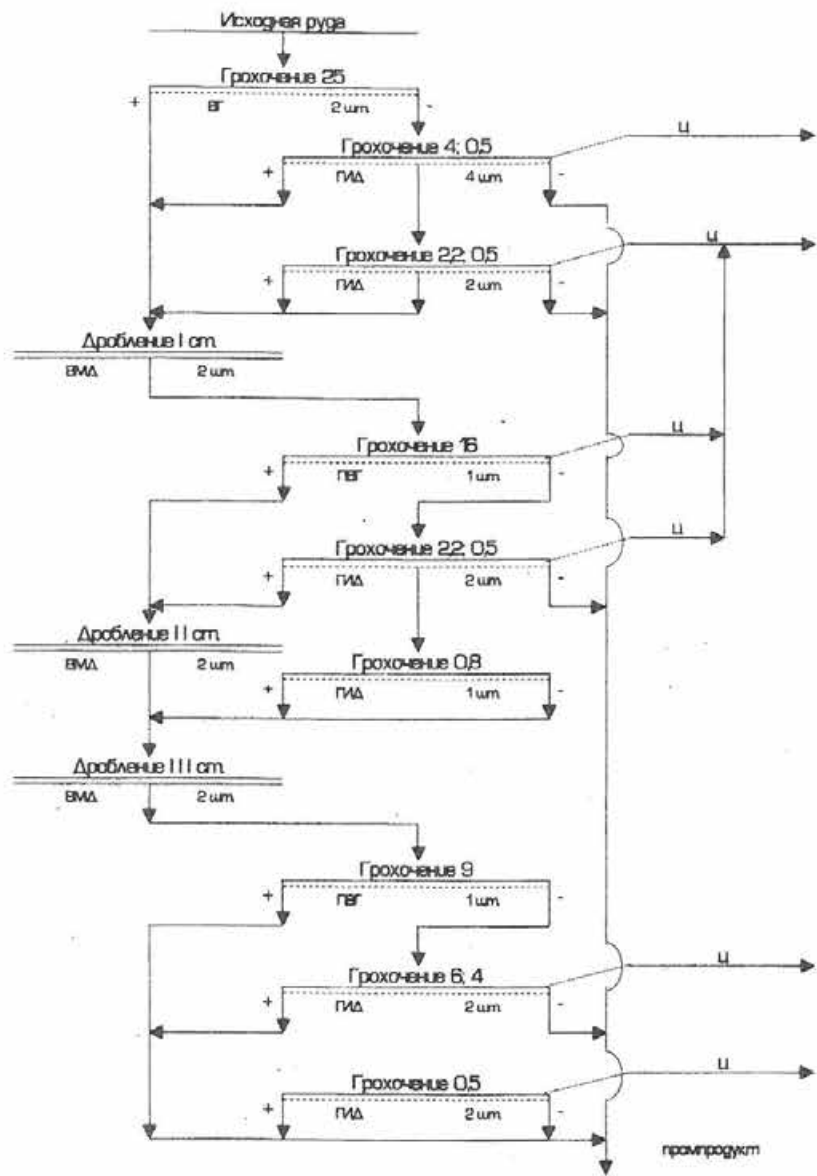 Исходная руда
Грохочение 25
+ ВГ 2 шт. -
Грохочение 4; 0,5
ц
+ ГИД 4 шт. -
ц
Грохочение 2,2; 0,5
+ ГИД 2 шт. -
Дробление I ст.
ВМД 2 шт.
ц
Грохочение 16
+ ПВГ 1 шт. -
ц
Грохочение 2,2; 0,5
+ ГИД 2 шт. -
Дробление II ст.
ВМД 2 шт.
Грохочение 0,8
+ ГИД 1 шт. -
Дробление III ст.
ВМД 2 шт.
Грохочение 9
+ ПВГ 1 шт. -
ц
Грохочение 6; 4
+ ГИД 2 шт. -
ц
Грохочение 0,5
+ ГИД 2 шт. -
промпродукт